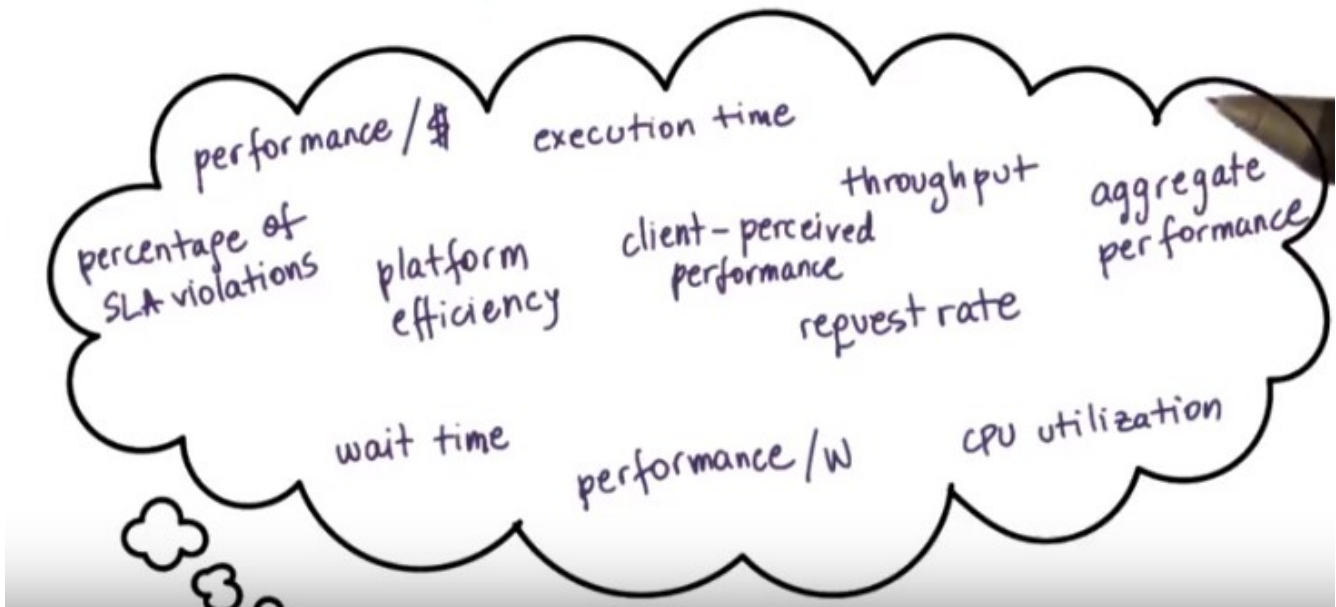 performance/$
execution time
throughput
aggregate
performance
percentage of
SLA violations
platform
efficiency
client-perceived
performance
request rate
wait time
performance/W
CPU utilization